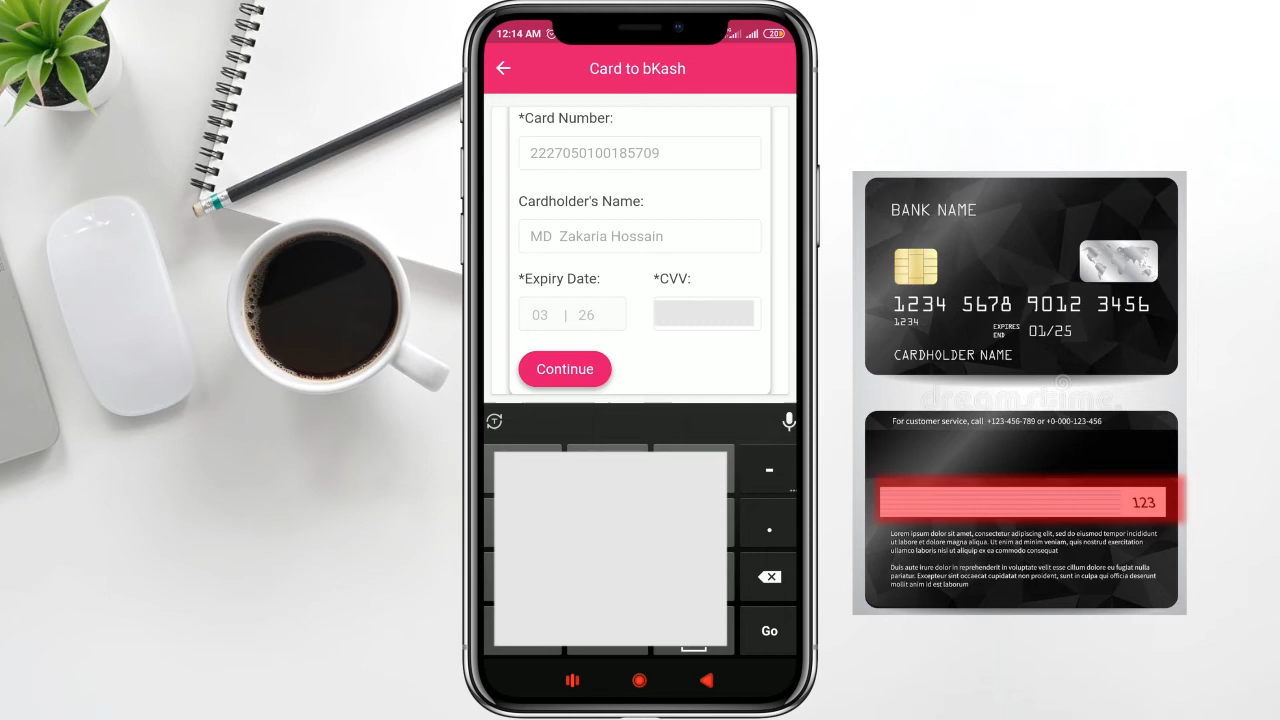 12:14 AM
20
Card to bKash
*Card Number:
2227050100185709
Cardholder's Name:
MD Zakaria Hossain
*Expiry Date: *CVV:
03 | 26
Continue
-
.
Go
BANK NAME
1234 5678 9012 3456
1234
EXPIRES
END
01/25
CARDHOLDER NAME
dreamstime.
For customer service, call +123-456-789 or +0-000-123-456
123
Lorem ipsum dolor sit amet, consectetur adipiscing elit, sed do eiusmod tempor incididunt
ut labore et dolore magna aliqua. Ut enim ad minim veniam, quis nostrud exercitation
ullamco laboris nisi ut aliquip ex ea commodo consequat
Duis aute irure dolor in reprehenderit in voluptate velit esse cillum dolore eu fugiat nulla
pariatur. Excepteur sint occaecat cupidatat non proident, sunt in culpa qui officia deserunt
mollit anim id est laborum